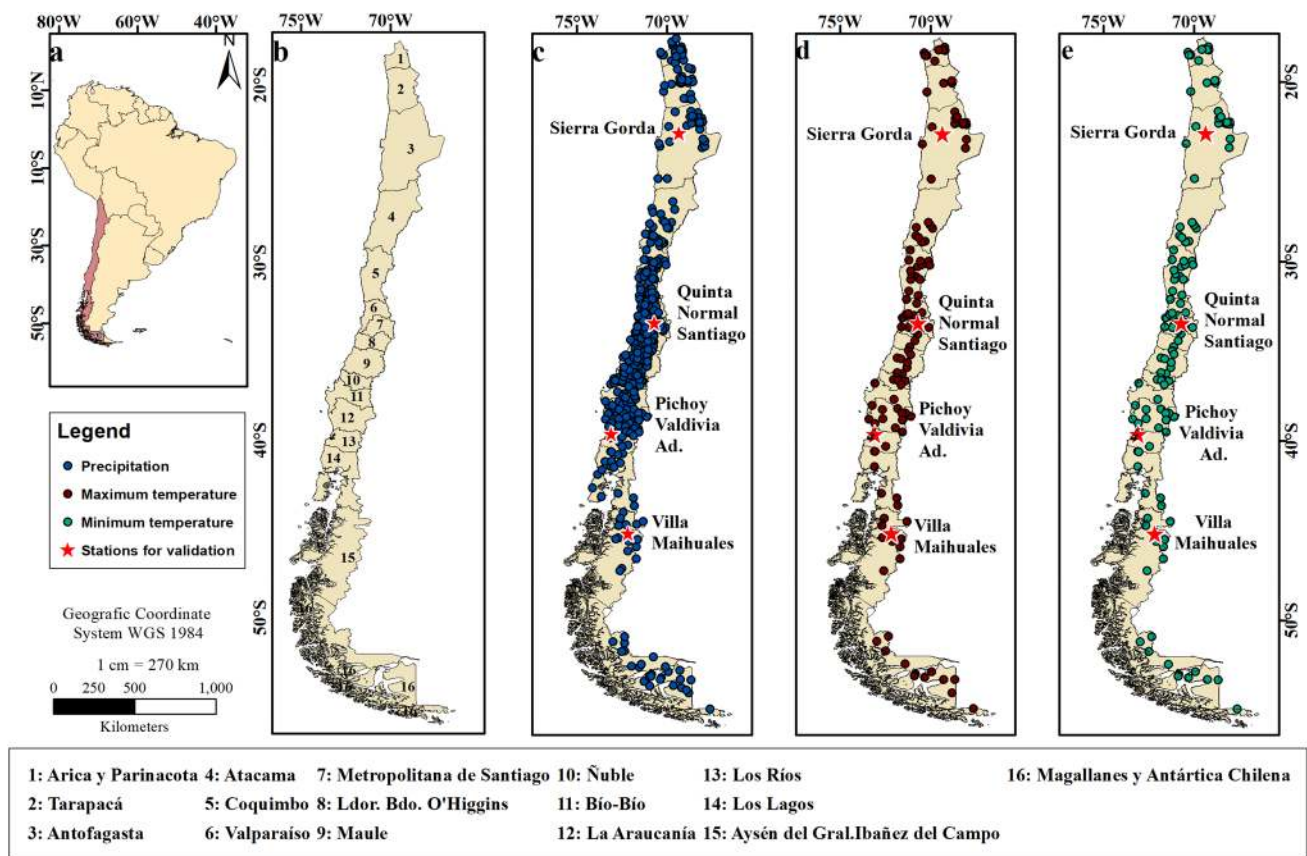 80°W 60°W 40°W
75°W 70°W
75°W 70°W
75°W 70°W
75°W 70°W
a
N
b
c
d
e
10°N
10°S
30°S
50°S
20°S
30°S
40°S
50°S
20°S
30°S
40°S
50°S
1
2
3
4
5
6
7
8
9
10
11
12
13
14
15
16
16
16
Sierra Gorda
Quinta
Normal
Santiago
Pichoy
Valdivia
Ad.
Villa
Maihuales
Sierra Gorda
Quinta
Normal
Santiago
Pichoy
Valdivia
Ad.
Villa
Maihuales
Sierra Gorda
Quinta
Normal
Santiago
Pichoy
Valdivia
Ad.
Villa
Maihuales
Legend
Precipitation
Maximum temperature
Minimum temperature
Stations for validation
Geografic Coordinate
System WGS 1984
1 cm = 270 km
0 250 500 1,000
Kilometers
1: Arica y Parinacota 4: Atacama 7: Metropolitana de Santiago 10: Ñuble 13: Los Ríos 16: Magallanes y Antártica Chilena
2: Tarapacá 5: Coquimbo 8: Ldor. Bdo. O'Higgins 11: Bío-Bío 14: Los Lagos
3: Antofagasta 6: Valparaíso 9: Maule 12: La Araucanía 15: Aysén del Gral.Ibañez del Campo